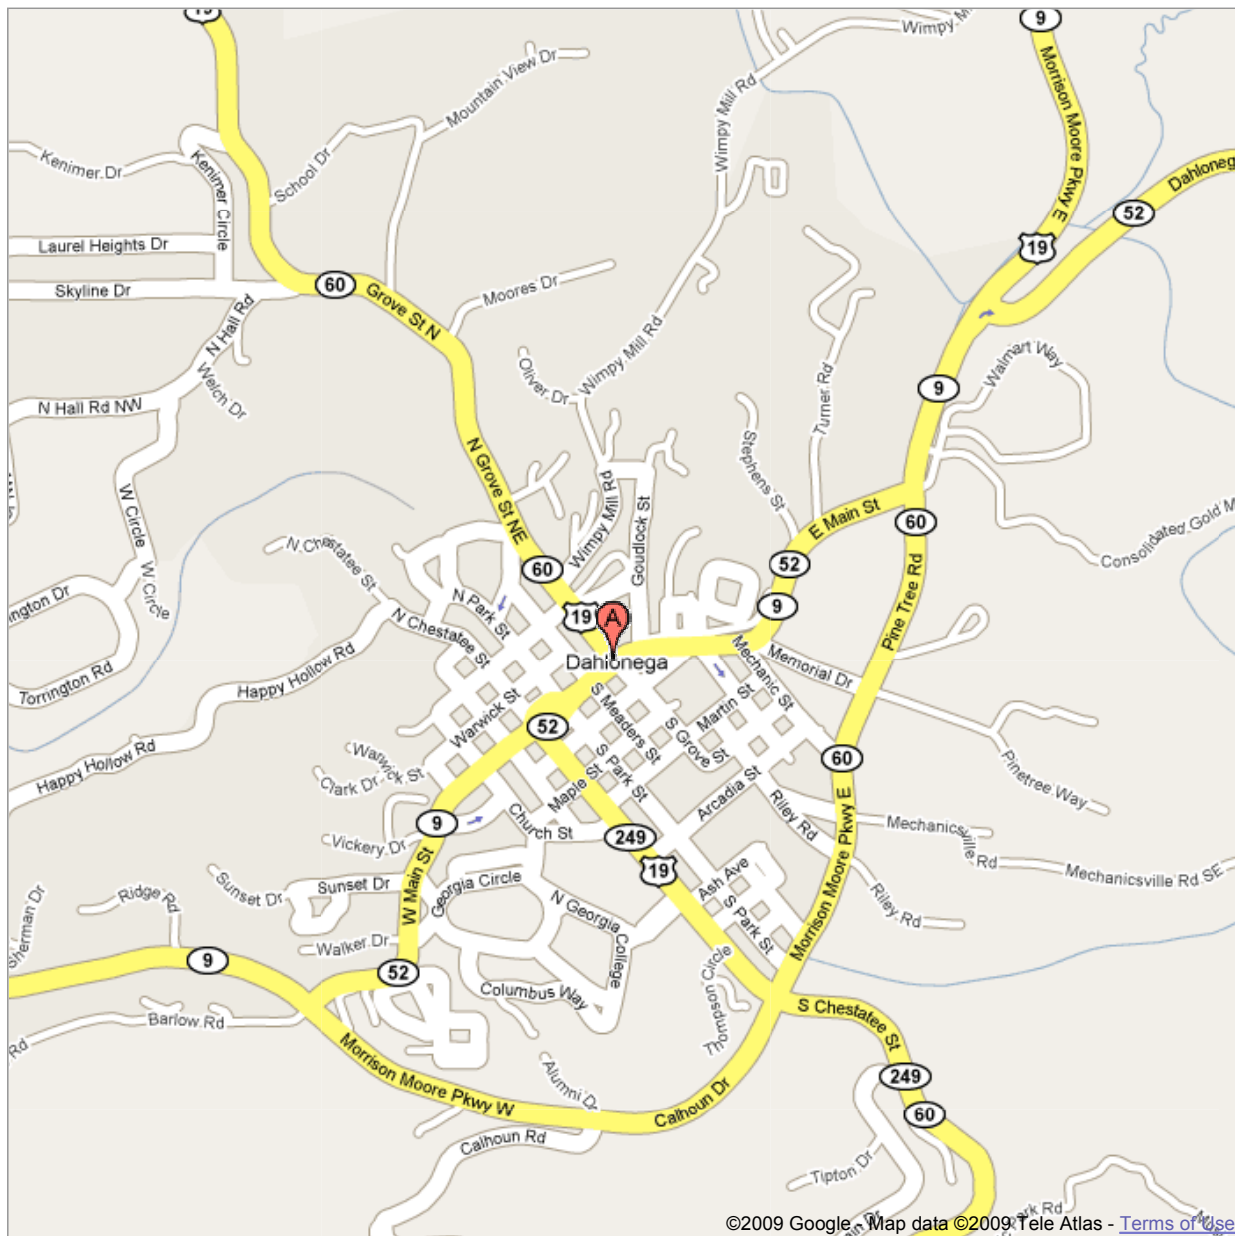 19
9
Wimpy Mill
Mountain View Dr
Wimpy Mill Rd
Morrison Moore Pkwy E
Kenimer Dr
Kenimer Circle
School Dr
Dahloneg
52
19
Laurel Heights Dr
60
Skyline Dr
Grove St N
Moores Dr
N Hall Rd
Wimpy Mill Rd
Walmart Way
Welch Dr
Oliver Dr
Turner Rd
9
N Hall Rd NW
Stephens St
N Grove St NE
W Circle
Wimpy Mill Rd
Goudlock St
E Main St
60
Consolidated Gold M
N Chestatee St
60
52
W Circle
ington Dr
N Park St
19
A
9
Pine Tree Rd
N Chestatee St
Dahlonega
Mechanic St
Memorial Dr
Torrington Rd
Happy Hollow Rd
Warwick St
S Meaders St
Martin St
52
S Grove St
Happy Hollow Rd
Warwick St
Clark Dr
60
Pinetree Way
Maple St
S Park St
Arcadia St
9
Church St
249
Riley Rd
Morrison Moore Pkwy E
Mechanicsville Rd
Vickery Dr
19
Mechanicsville Rd SE
Sunset Dr
Sunset Dr
Georgia Circle
Ash Ave
Ridge Rd
W Main St
N Georgia College
S Park St
Riley Rd
Sherman Dr
Walker Dr
Morrison Moore Pkwy E
9
52
Columbus Way
Thompson Circle
S Chestatee St
Barlow Rd
Rd
Morrison Moore Pkwy W
Alumni Dr
Calhoun Dr
249
60
Calhoun Rd
Tipton Dr
Park Rd
©2009 Google - Map data ©2009 Tele Atlas - Terms of Use